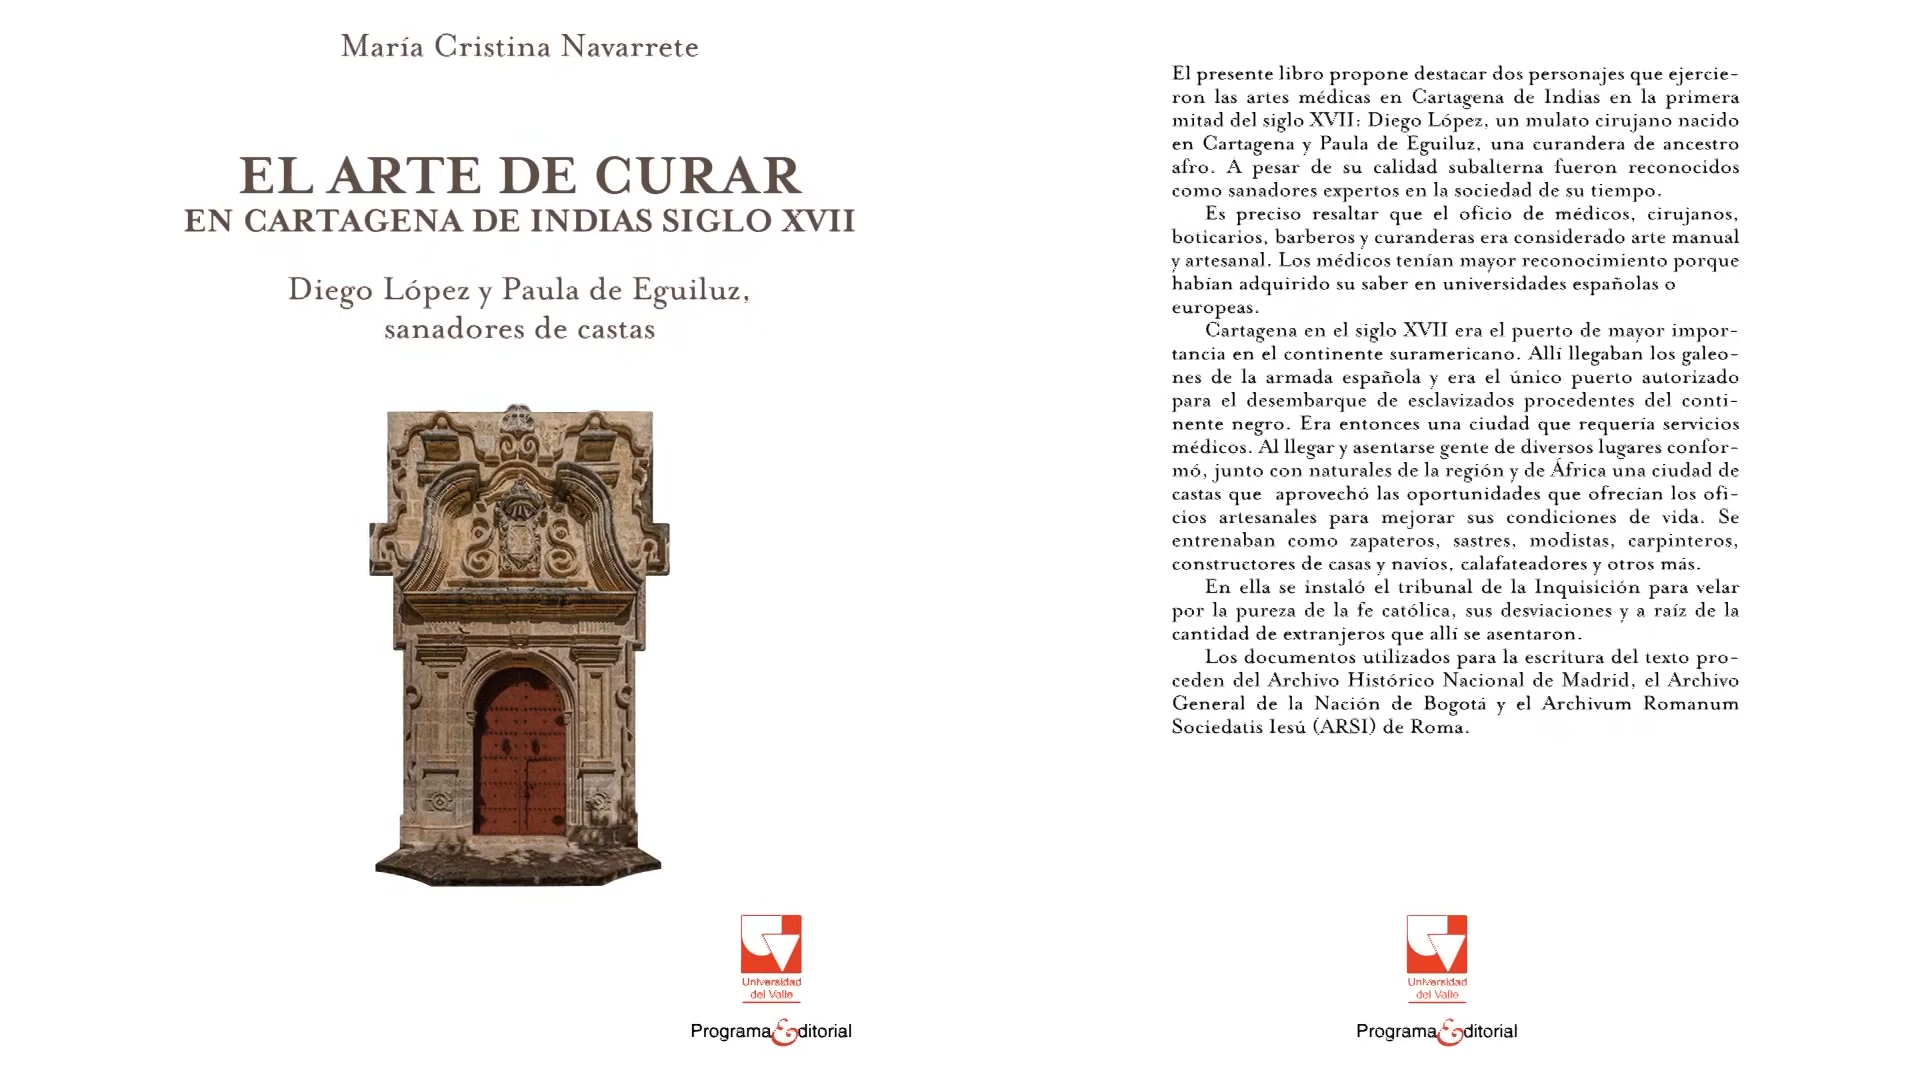 María Cristina Navarrete
EL ARTE DE CURAR
EN CARTAGENA DE INDIAS SIGLO XVII
Diego López y Paula de Eguiluz,
sanadores de castas
Universidad
del Valle
Programa Editorial
El presente libro propone destacar dos personajes que ejercie-
ron las artes médicas en Cartagena de Indias en la primera
mitad del siglo XVII: Diego López, un mulato cirujano nacido
en Cartagena y Paula de Eguiluz, una curandera de ancestro
afro. A pesar de su calidad subalterna fueron reconocidos
como sanadores expertos en la sociedad de su tiempo.
Es preciso resaltar que el oficio de médicos, cirujanos,
boticarios, barberos y curanderas era considerado arte manual
y artesanal. Los médicos tenían mayor reconocimiento porque
habían adquirido su saber en universidades españolas o
europeas.
Cartagena en el siglo XVII era el puerto de mayor impor-
tancia en el continente suramericano. Allí llegaban los galeo-
nes de la armada española y era el único puerto autorizado
para el desembarque de esclavizados procedentes del conti-
nente negro. Era entonces una ciudad que requería servicios
médicos. Al llegar y asentarse gente de diversos lugares confor-
mó, junto con naturales de la región y de África una ciudad de
castas que aprovechó las oportunidades que ofrecían los ofi-
cios artesanales para mejorar sus condiciones de vida. Se
entrenaban como zapateros, sastres, modistas, carpinteros,
constructores de casas y navíos, calafateadores y otros más.
En ella se instaló el tribunal de la Inquisición para velar
por la pureza de la fe católica, sus desviaciones y a raíz de la
cantidad de extranjeros que allí se asentaron.
Los documentos utilizados para la escritura del texto pro-
ceden del Archivo Histórico Nacional de Madrid, el Archivo
General de la Nación de Bogotá y el Archivum Romanum
Sociedatis Iesú (ARSI) de Roma.
Universidad
del Valle
Programa Editorial